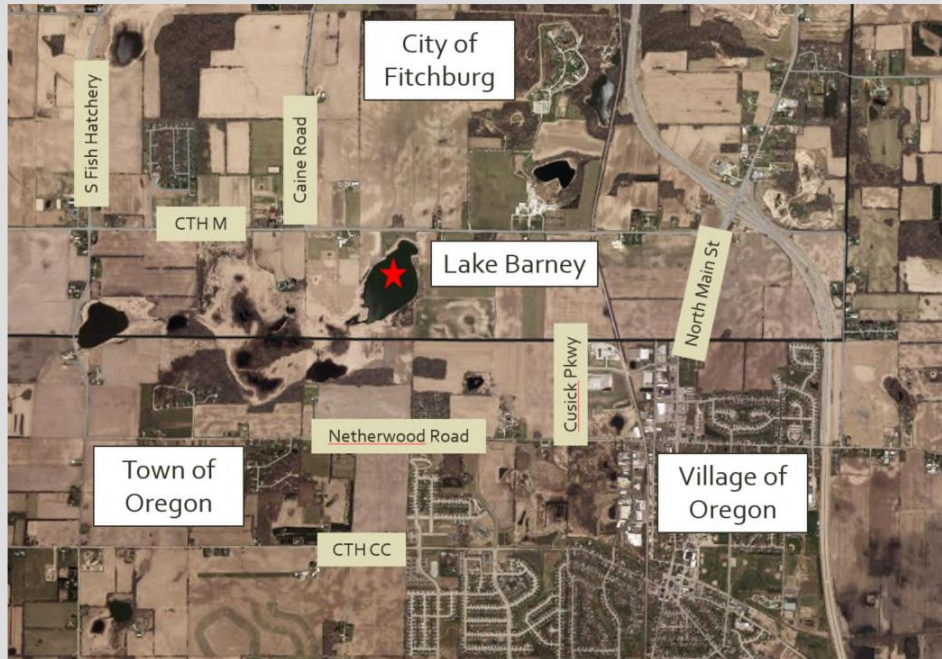 City of
Fitchburg
S Fish Hatchery
Caine Road
CTH M
Lake Barney
North Main St
Cusick Pkwy
Netherwood Road
Town of
Oregon
Village of
Oregon
CTH CC